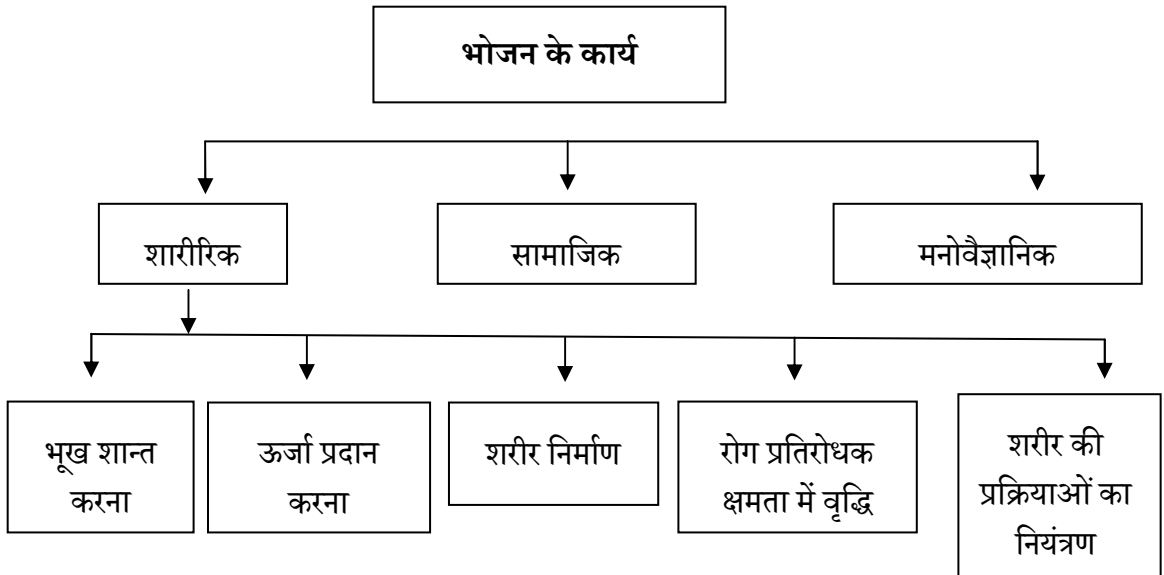 भोजन के कार्य
शारीरिक
सामाजिक
मनोवैज्ञानिक
भूख शान्त
करना
ऊर्जा प्रदान
करना
शरीर निर्माण
रोग प्रतिरोधक
क्षमता में वृद्धि
शरीर की
प्रक्रियाओं का
नियंत्रण